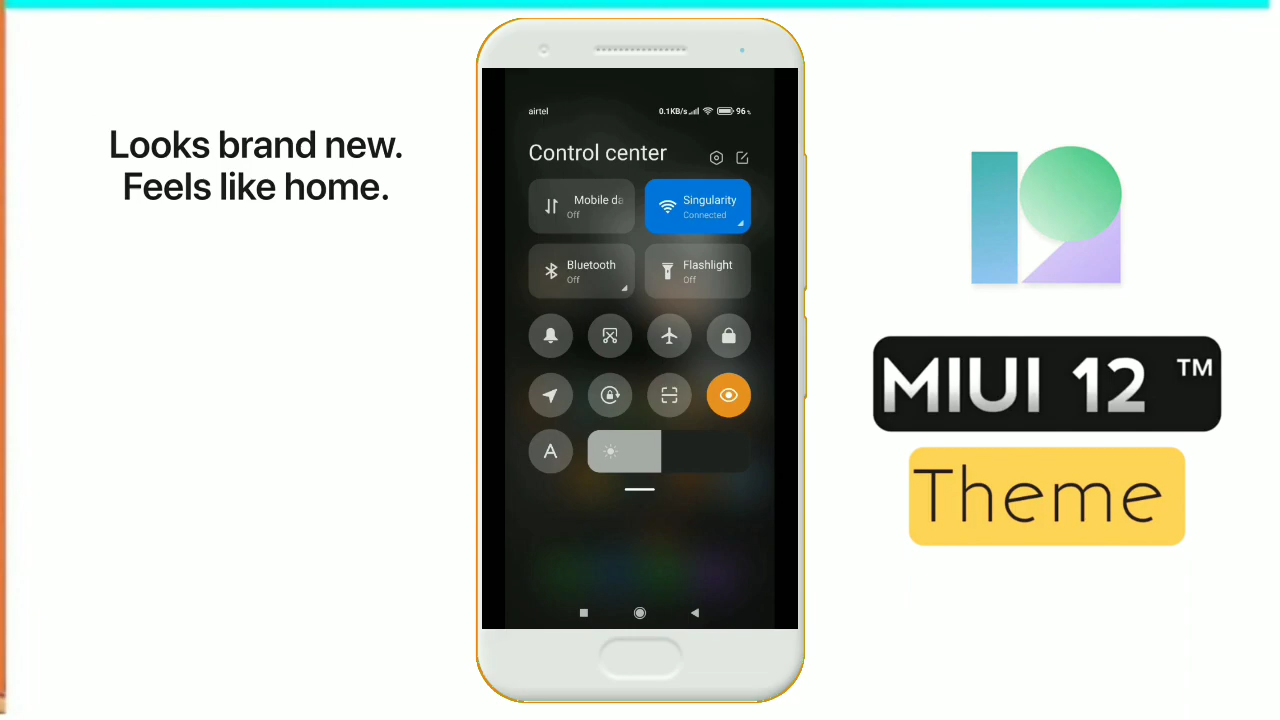 Looks brand new.
Feels like home.
airtel
0.1KB/s
96
Control center
Mobile da
Off
Singularity
Connected
Bluetooth
Off
Flashlight
Off
A
12
MIUI 12 ™
Theme